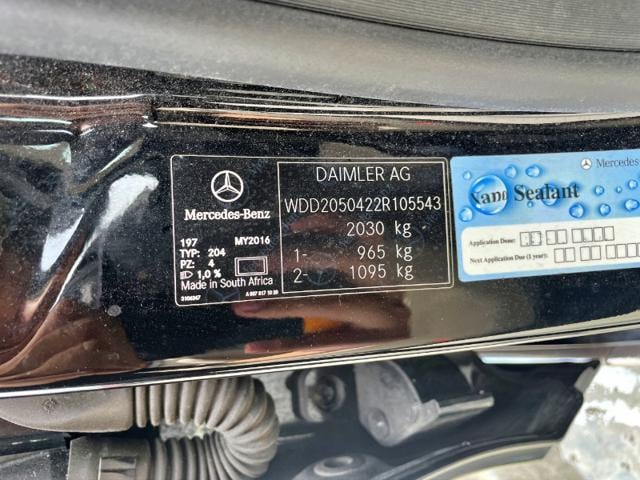 Mercedes-Benz
197 MY2016
TYP: 204
PZ: 4
1,0 %
Made in South Africa
DAIMLER AG
WDD2050422R105543
2030 kg
1- 965 kg
2- 1095 kg
Mercedes
Nano Sealant
Application Done:
Next Application Due (1 year):